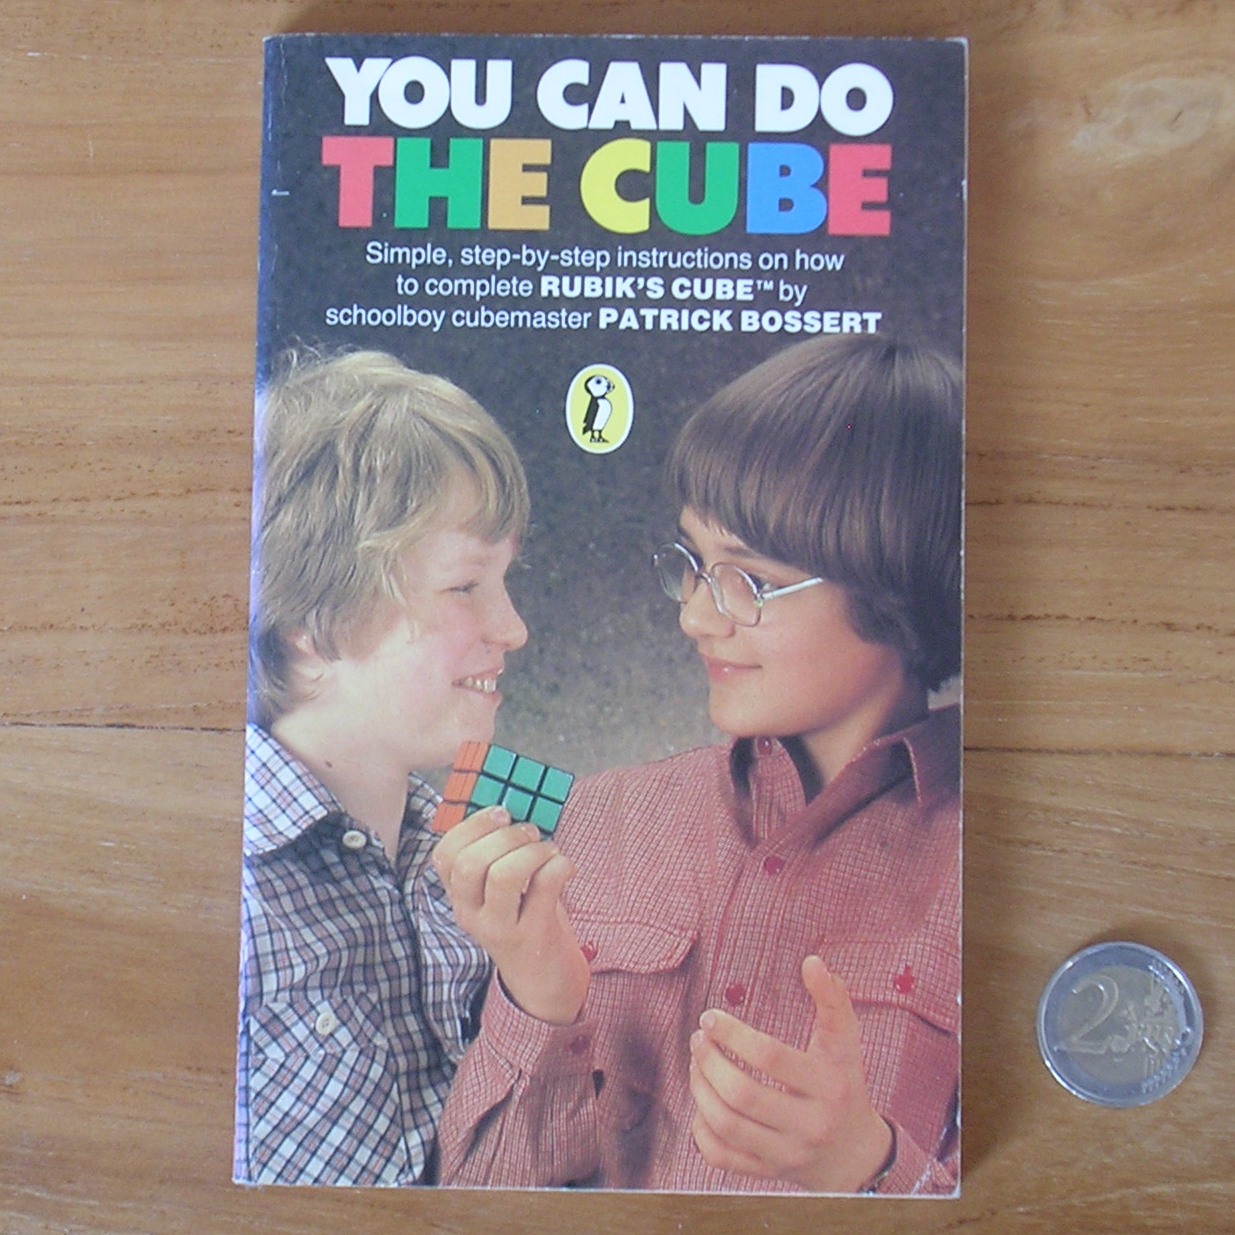 YOU CAN DO
THE CUBE
Simple, step-by-step instructions on how
to complete RUBIK'S CUBE™ by
schoolboy cubemaster PATRICK BOSSERT
2